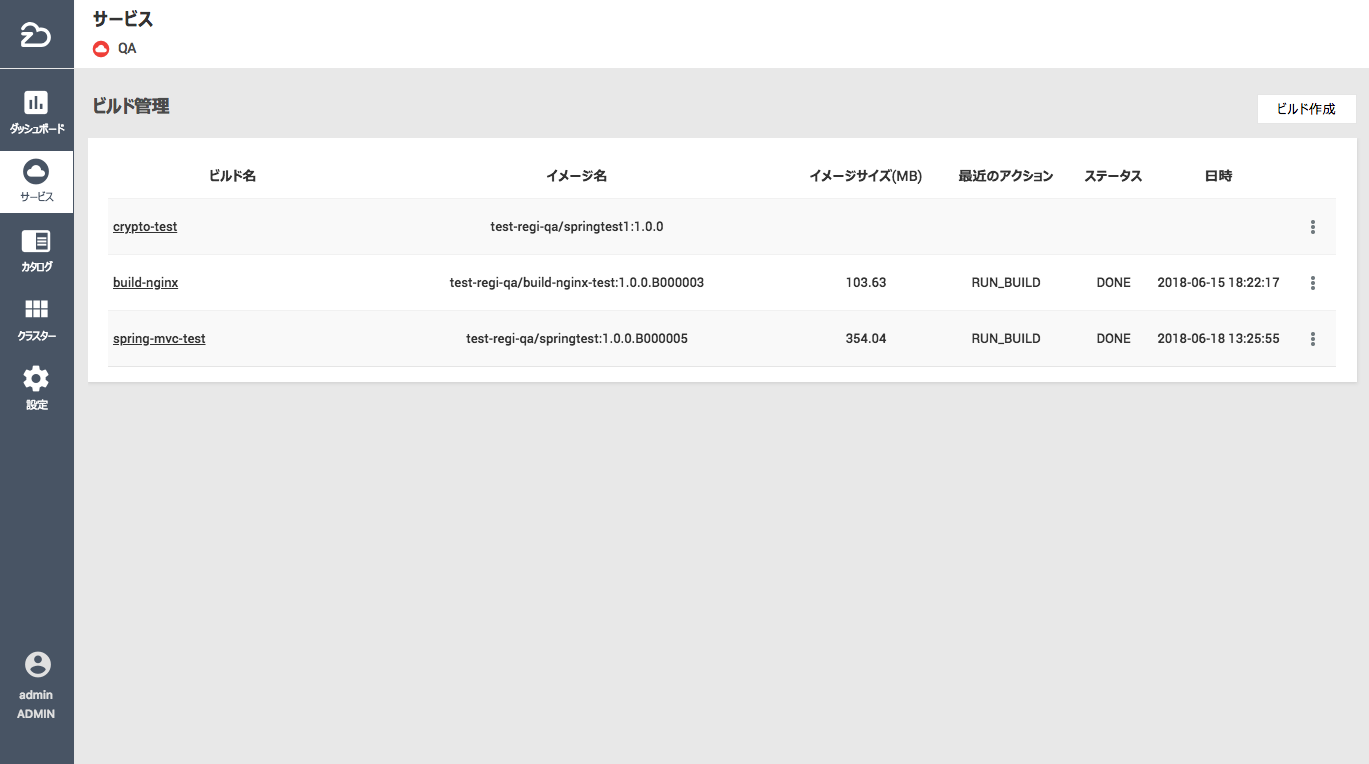 サービス
QA
ダッシュボード
サービス
カタログ
クラスター
設定
admin
ADMIN
ビルド管理
ビルド作成
ビルド名 イメージ名 イメージサイズ(MB) 最近のアクション ステータス 日時
crypto-test test-regi-qa/springtest1:1.0.0
build-nginx test-regi-qa/build-nginx-test:1.0.0.B000003 103.63 RUN_BUILD DONE 2018-06-15 18:22:17
spring-mvc-test test-regi-qa/springtest:1.0.0.B000005 354.04 RUN_BUILD DONE 2018-06-18 13:25:55